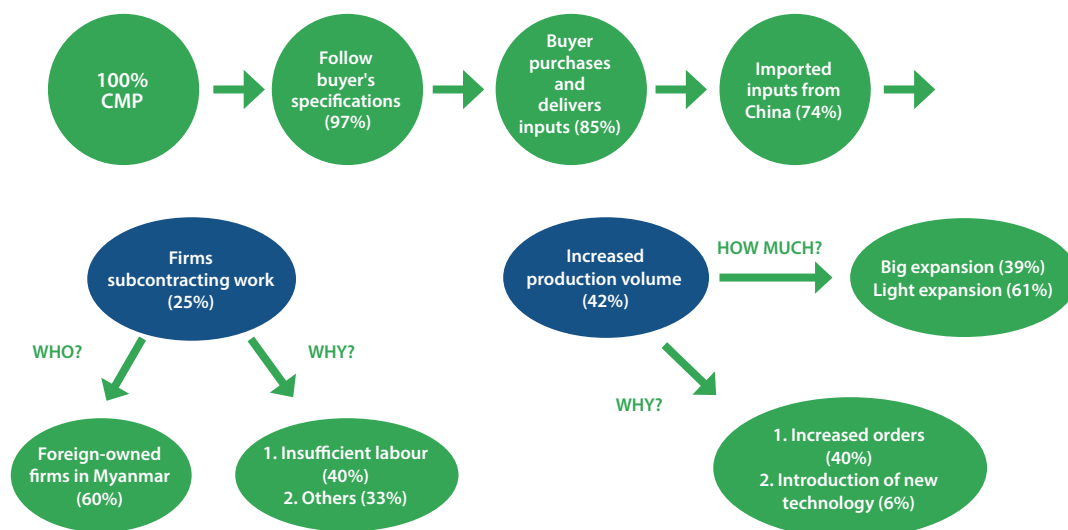 100%
CMP
Follow
buyer's
specifications
(97%)
Buyer
purchases
and
delivers
inputs (85%)
Imported
inputs from
China (74%)
Firms
subcontracting work
(25%)
WHO?
WHY?
Foreign-owned
firms in Myanmar
(60%)
1. Insufficient labour
(40%)
2. Others (33%)
Increased
production volume
(42%)
HOW MUCH?
Big expansion (39%)
Light expansion (61%)
WHY?
1. Increased orders
(40%)
2. Introduction of new
technology (6%)